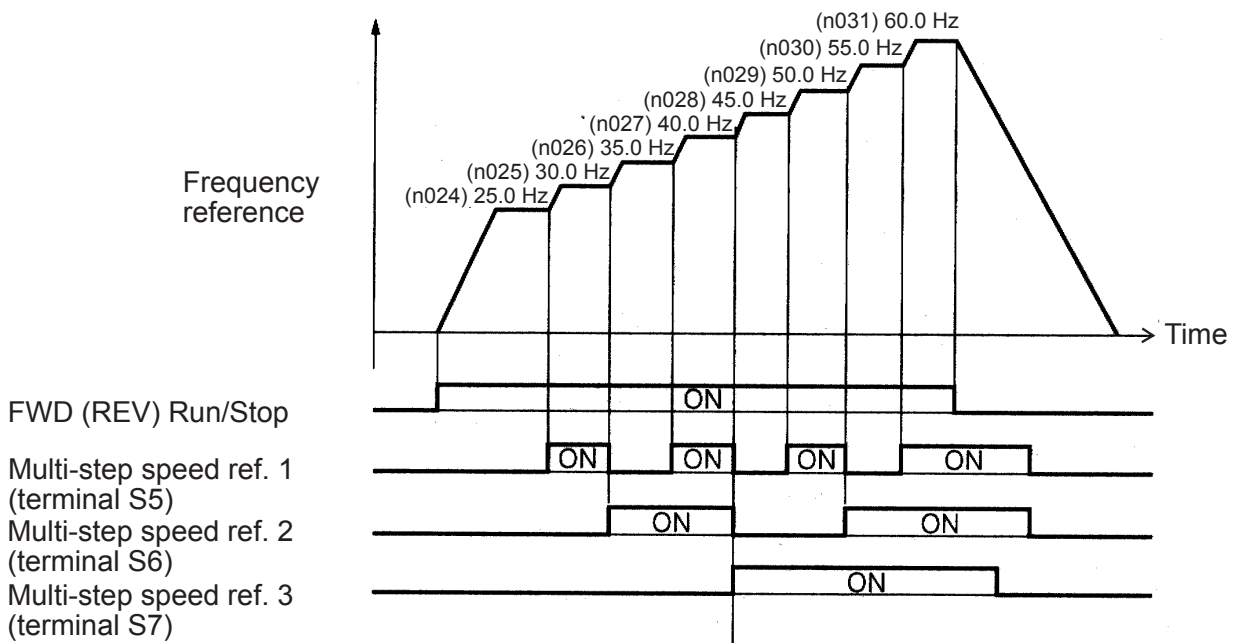 (n031) 60.0 Hz
(n030) 55.0 Hz
(n029) 50.0 Hz
(n028) 45.0 Hz
(n027) 40.0 Hz
(n026) 35.0 Hz
(n025) 30.0 Hz
(n024) 25.0 Hz
Frequency
reference
Time
FWD (REV) Run/Stop
ON
Multi-step speed ref. 1
(terminal S5)
ON ON ON ON
Multi-step speed ref. 2
(terminal S6)
ON ON
Multi-step speed ref. 3
(terminal S7)
ON